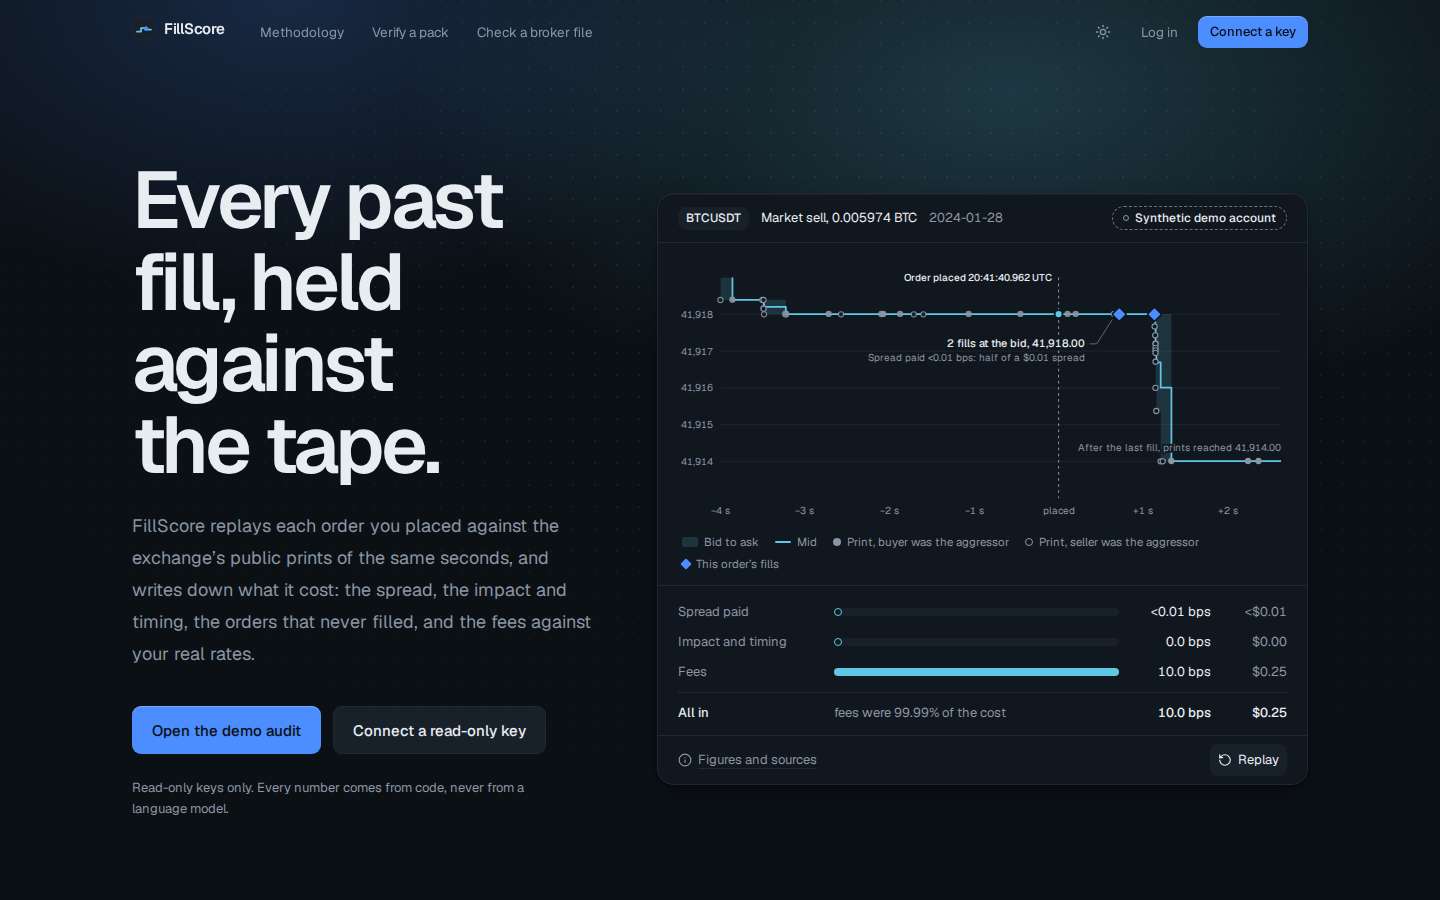 FillScore
Methodology
Verify a pack
Check a broker file
Log in
Connect a key
Every past
fill, held
against
the tape.
FillScore replays each order you placed against the
exchange’s public prints of the same seconds, and
writes down what it cost: the spread, the impact and
timing, the orders that never filled, and the fees against
your real rates.
Open the demo audit
Connect a read-only key
Read-only keys only. Every number comes from code, never from a
language model.
BTCUSDT Market sell, 0.005974 BTC 2024-01-28
Synthetic demo account
Order placed 20:41:40.962 UTC
41,918
2 fills at the bid, 41,918.00
41,917
Spread paid <0.01 bps: half of a $0.01 spread
41,916
41,915
After the last fill, prints reached 41,914.00
41,914
−4 s −3 s −2 s −1 s placed +1 s +2 s
Bid to ask Mid Print, buyer was the aggressor Print, seller was the aggressor
This order’s fills
Spread paid <0.01 bps <$0.01
Impact and timing 0.0 bps $0.00
Fees 10.0 bps $0.25
All in fees were 99.99% of the cost 10.0 bps $0.25
Figures and sources
Replay